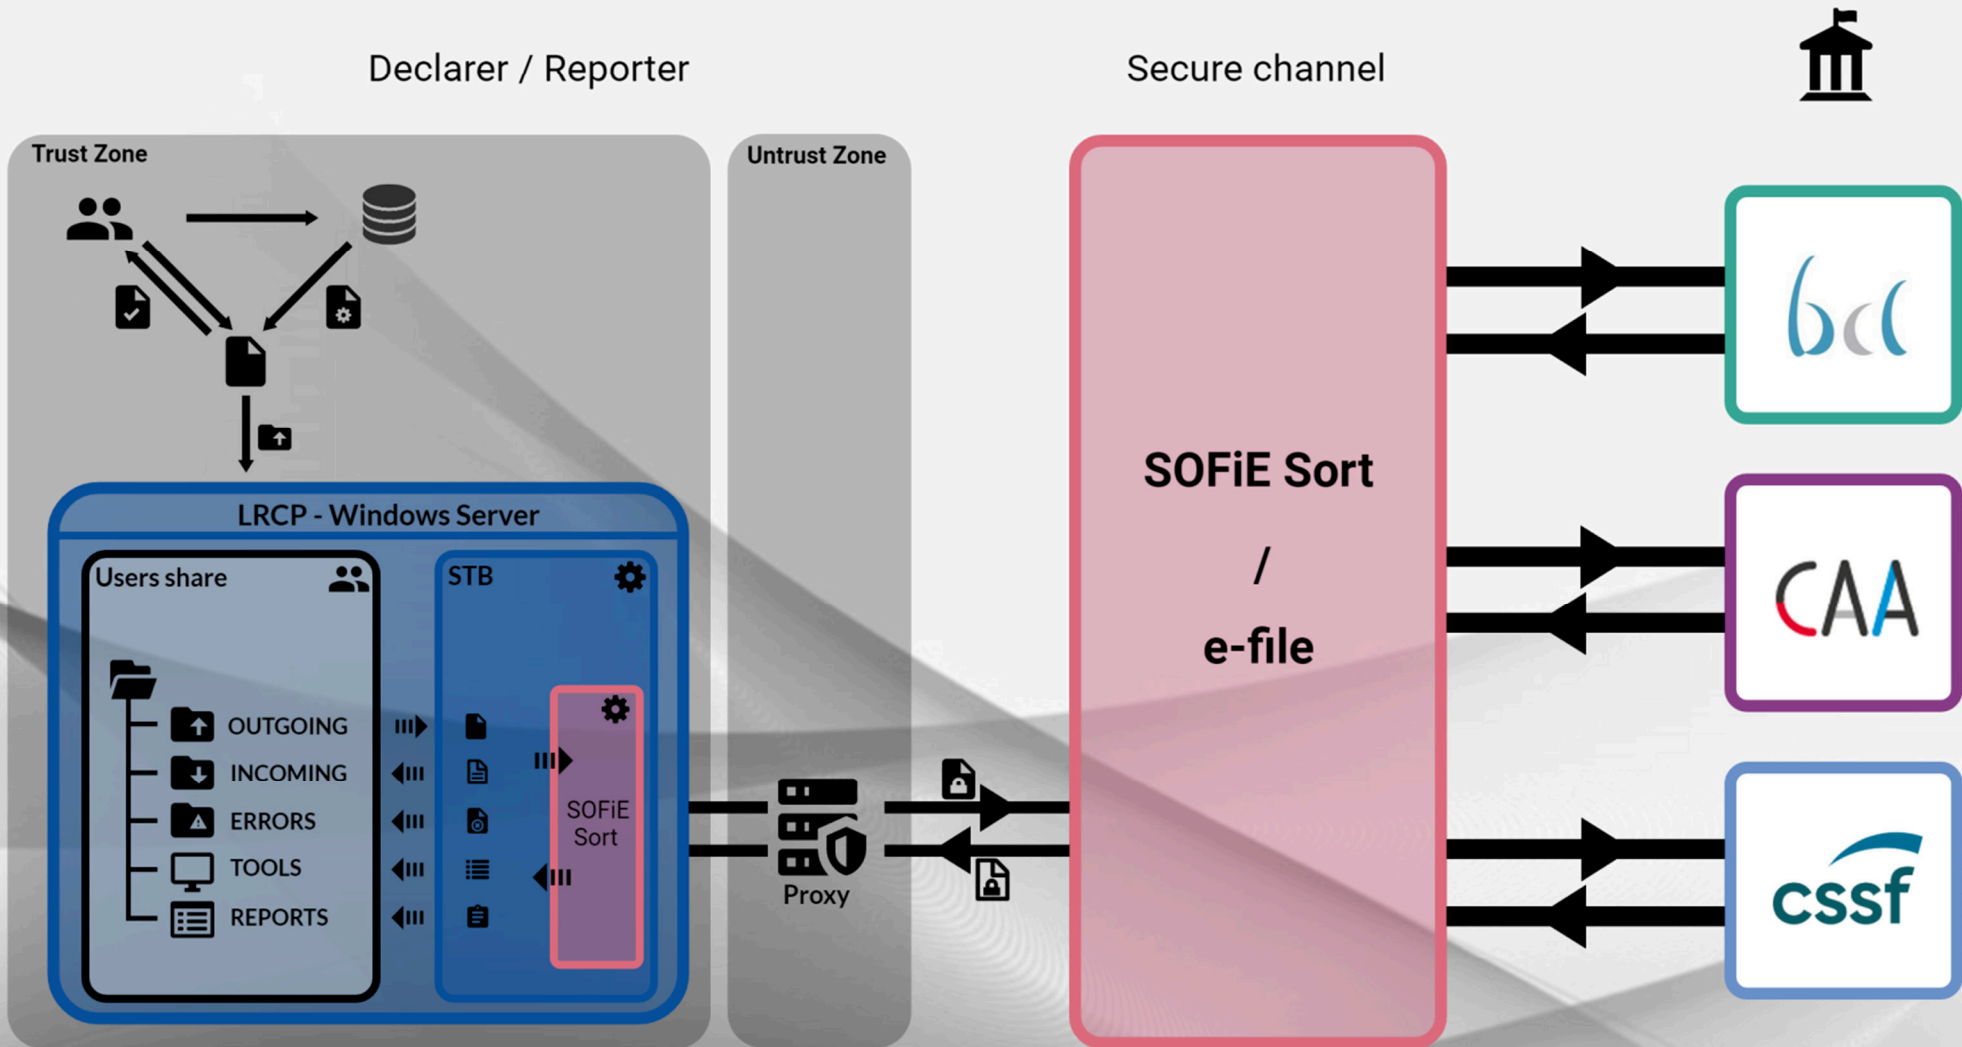 Declarer / Reporter
Secure channel
Trust Zone
Untrust Zone
LRCP - Windows Server
Users share
STB
OUTGOING
INCOMING
ERRORS
TOOLS
REPORTS
SOFiE
Sort
Proxy
SOFiE Sort
/
e-file
bcl
CAA
cssf